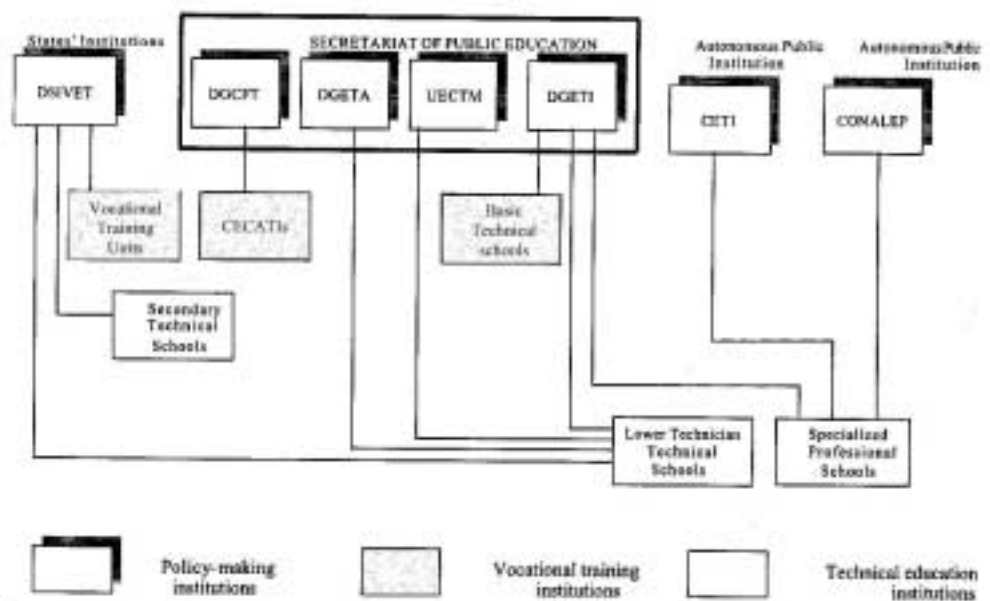 States' Institutions
SECRETARIAT OF PUBLIC EDUCATION
Autonomous Public
Institution
Autonomous Public
Institution
DSIVET
DGCFT
DGETA
UECTM
DGETI
CETI
CONALEP
Vocational
Training
Units
CECATIs
Basic
Technical
schools
Secondary
Technical
Schools
Lower Technician
Technical
Schools
Specialized
Professional
Schools
Policy-making
institutions
Vocational training
institutions
Technical education
institutions